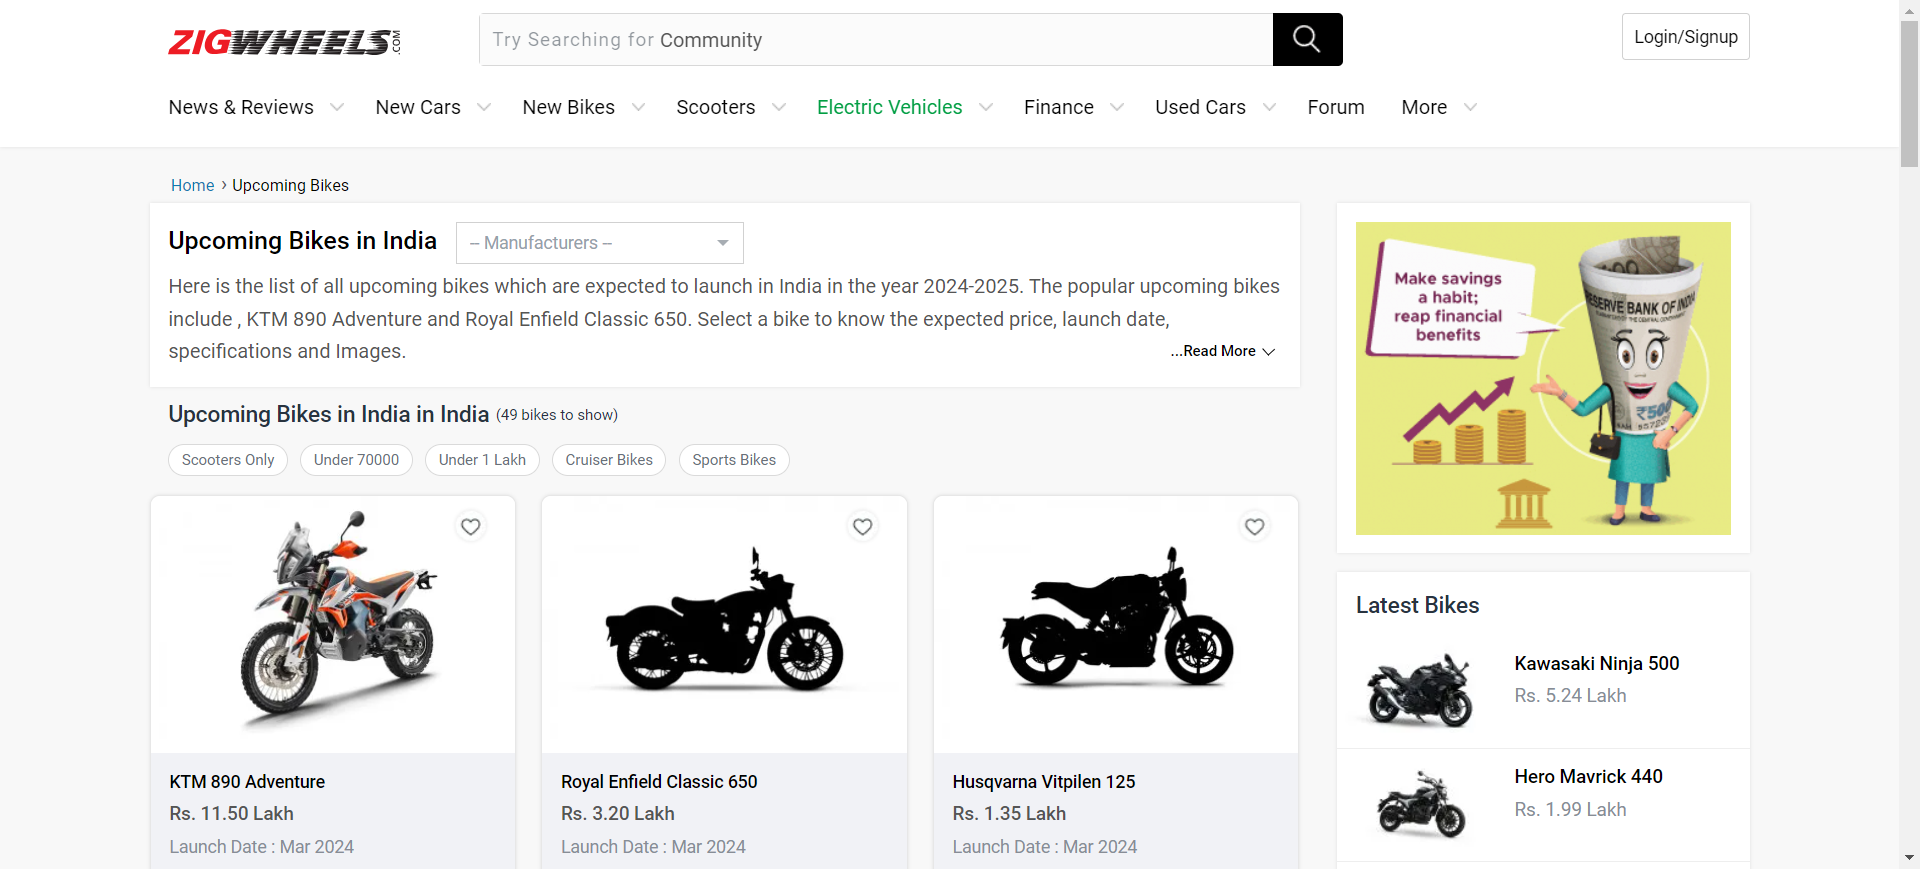 ZIGWHEELS.COM
Try Searching for Community
Login/Signup
News & Reviews
New Cars
New Bikes
Scooters
Electric Vehicles
Finance
Used Cars
Forum
More
Home › Upcoming Bikes
Upcoming Bikes in India
-- Manufacturers --
Here is the list of all upcoming bikes which are expected to launch in India in the year 2024-2025. The popular upcoming bikes
include , KTM 890 Adventure and Royal Enfield Classic 650. Select a bike to know the expected price, launch date,
specifications and Images.
...Read More
Upcoming Bikes in India in India (49 bikes to show)
Scooters Only
Under 70000
Under 1 Lakh
Cruiser Bikes
Sports Bikes
KTM 890 Adventure
Rs. 11.50 Lakh
Launch Date : Mar 2024
Royal Enfield Classic 650
Rs. 3.20 Lakh
Launch Date : Mar 2024
Husqvarna Vitpilen 125
Rs. 1.35 Lakh
Launch Date : Mar 2024
Make savings
a habit;
reap financial
benefits
RESERVE BANK OF INDIA
₹500
Latest Bikes
Kawasaki Ninja 500
Rs. 5.24 Lakh
Hero Mavrick 440
Rs. 1.99 Lakh